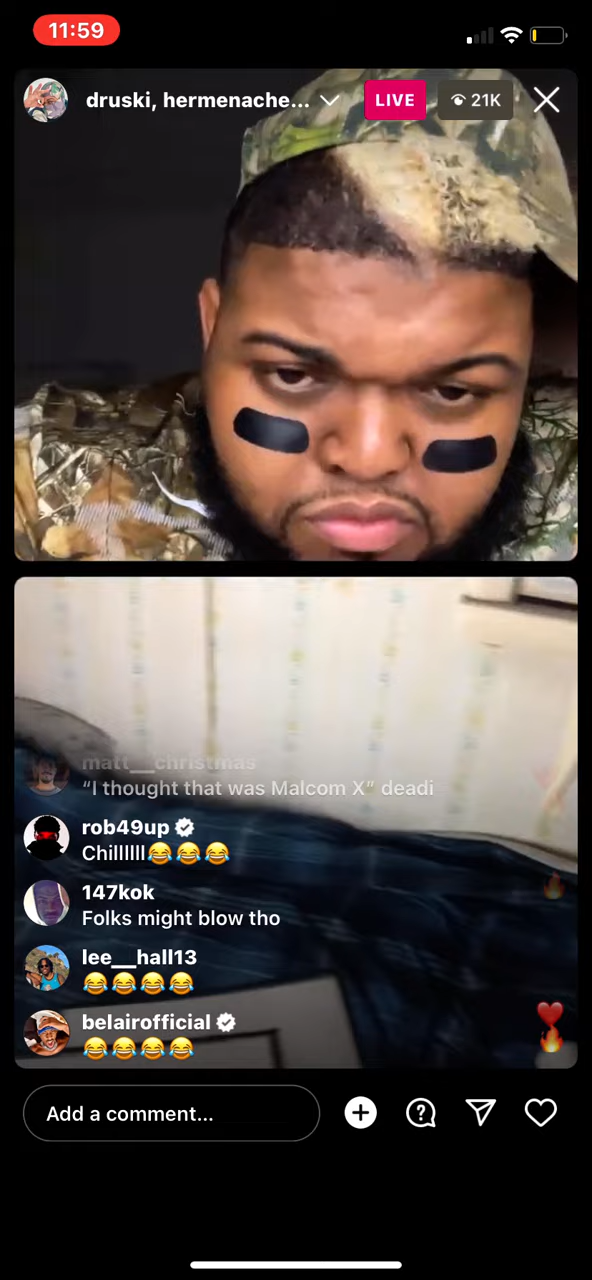 11:59
druski, hermenache...
LIVE
21K
matt__christmas
“I thought that was Malcom X” deadi
rob49up
Chillllll😂😂😂
147kok
Folks might blow tho
lee__hall13
😂😂😂😂
belairofficial
😂😂😂😂
Add a comment...